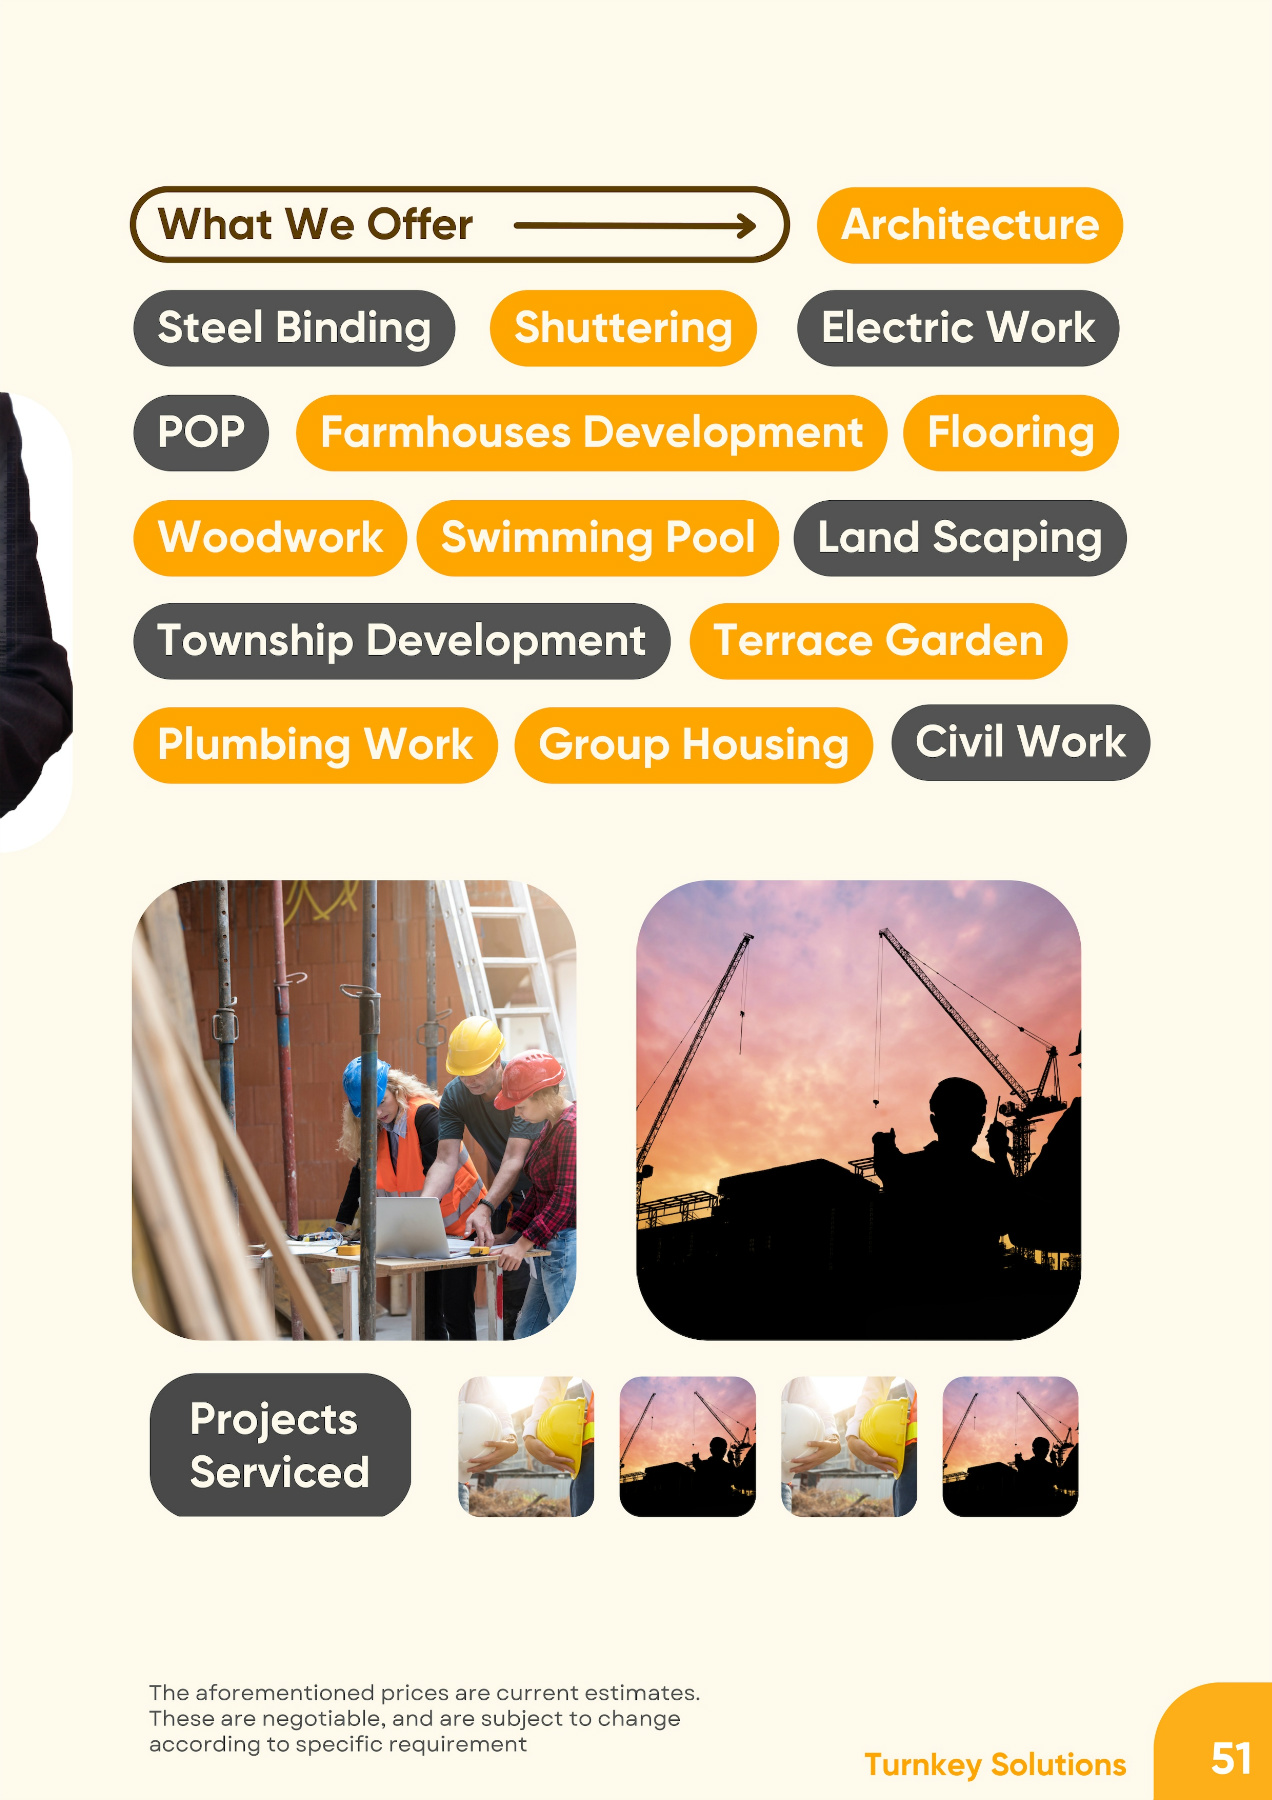 What We Offer
Architecture
Steel Binding
Shuttering
Electric Work
POP
Farmhouses Development
Flooring
Woodwork
Swimming Pool
Land Scaping
Township Development
Terrace Garden
Plumbing Work
Group Housing
Civil Work
Projects
Serviced
The aforementioned prices are current estimates.
These are negotiable, and are subject to change
according to specific requirement
Turnkey Solutions
51